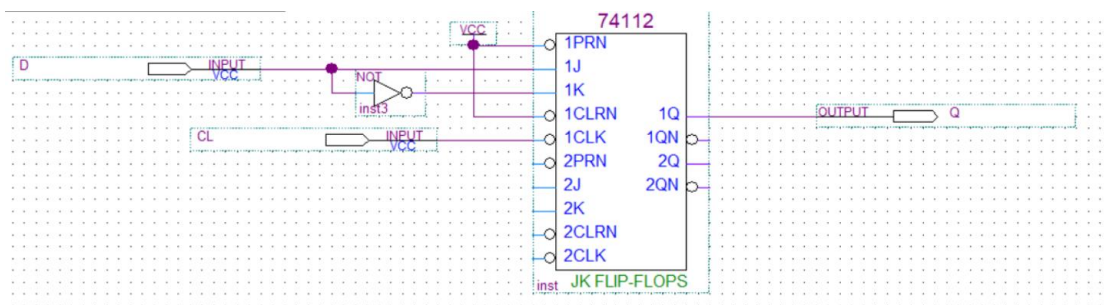 74112
VCC
1PRN
D
INPUT
VCC
1J
NOT
1K
inst3
1CLRN
1Q
OUTPUT
Q
CL
INPUT
VCC
1CLK
1QN
2PRN
2Q
2J
2QN
2K
2CLRN
2CLK
inst
JK FLIP-FLOPS